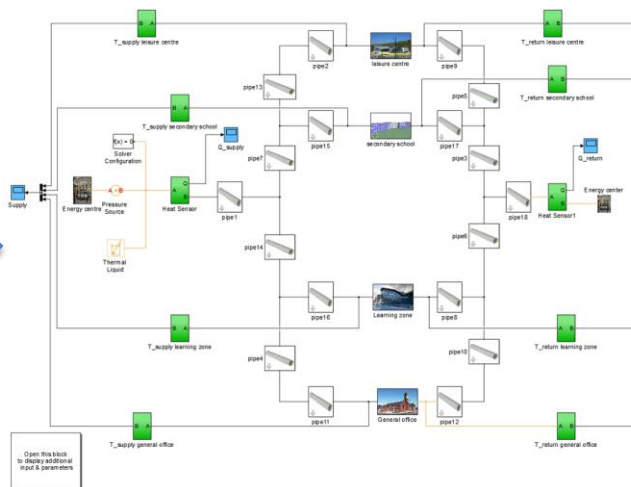 B A
T_supply leisure centre
pipe2
leisure centre
pipe9
A B
T_return leisure centre
pipe13
pipe5
B A
T_supply secondary school
A B
T_return secondary school
f(x) = 0
Solver
Configuration
Q_supply
pipe15
secondary school
pipe17
pipe7
pipe3
Q_return
Supply
Energy centre
A B
Pressure
Source
A Q B
Heat Sensor
pipe1
pipe18
A Q B
Heat Sensor1
Energy center
Thermal
Liquid
pipe14
pipe6
pipe16
Learning zone
pipe8
B A
T_supply learning zone
A B
T_return learning zone
pipe4
pipe10
pipe11
General office
pipe12
B A
T_supply general office
A B
T_return general office
Open this block
to display additional
input & parameters